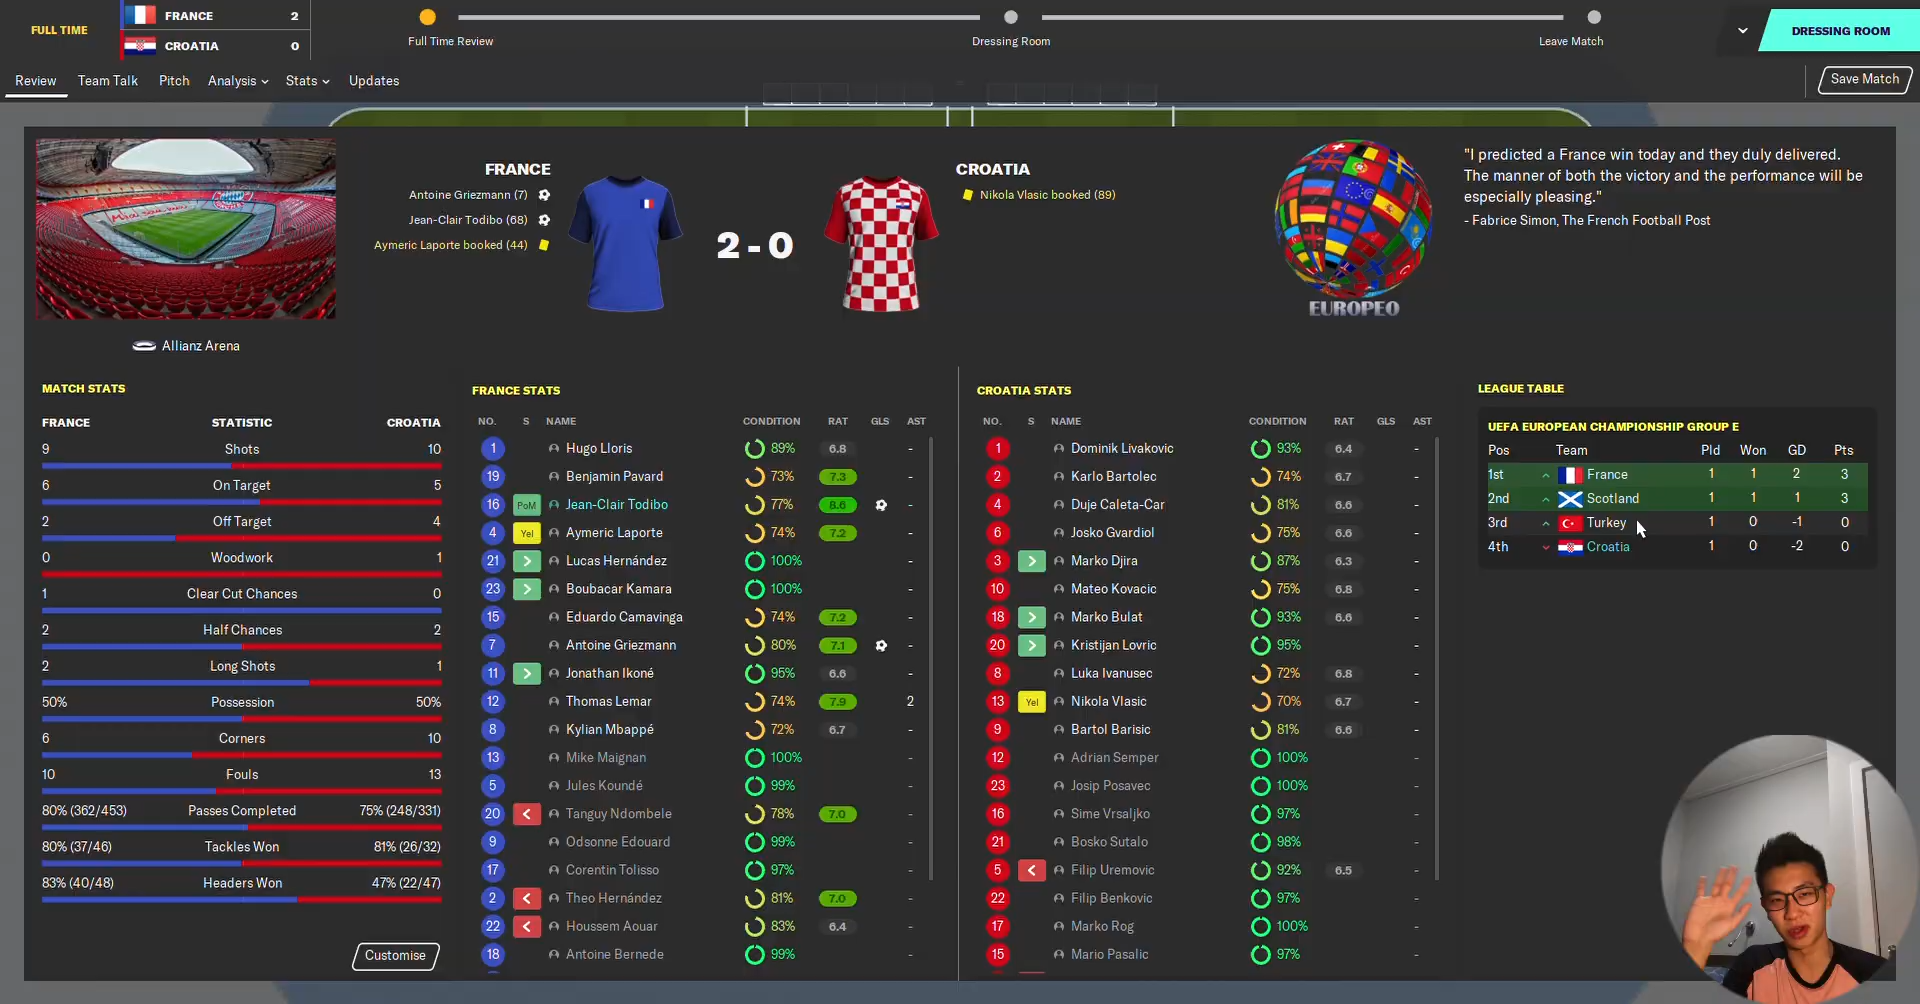 FULL TIME
FRANCE 2
CROATIA 0
Full Time Review
Dressing Room
Leave Match
DRESSING ROOM
Review Team Talk Pitch Analysis Stats Updates
Save Match
FRANCE
Antoine Griezmann (7)
Jean-Clair Todibo (68)
Aymeric Laporte booked (44)
2 - 0
CROATIA
Nikola Vlasic booked (89)
EUROPEO
"I predicted a France win today and they duly delivered.
The manner of both the victory and the performance will be
especially pleasing."
- Fabrice Simon, The French Football Post
Allianz Arena
MATCH STATS
FRANCE STATISTIC CROATIA
9 Shots 10
6 On Target 5
2 Off Target 4
0 Woodwork 1
1 Clear Cut Chances 0
2 Half Chances 2
2 Long Shots 1
50% Possession 50%
6 Corners 10
10 Fouls 13
80% (362/453) Passes Completed 75% (248/331)
80% (37/46) Tackles Won 81% (26/32)
83% (40/48) Headers Won 47% (22/47)
Customise
FRANCE STATS
NO. S NAME CONDITION RAT GLS AST
1 Hugo Lloris 89% 6.8 -
19 Benjamin Pavard 73% 7.3 -
16 PoM Jean-Clair Todibo 77% 8.6 -
4 Yel Aymeric Laporte 74% 7.2 -
21 Lucas Hernández 100% -
23 Boubacar Kamara 100% -
15 Eduardo Camavinga 74% 7.2 -
7 Antoine Griezmann 80% 7.1 -
11 Jonathan Ikoné 95% 6.6 -
12 Thomas Lemar 74% 7.9 2
8 Kylian Mbappé 72% 6.7 -
13 Mike Maignan 100% -
5 Jules Koundé 99% -
20 Tanguy Ndombele 78% 7.0 -
9 Odsonne Edouard 99% -
17 Corentin Tolisso 97% -
2 Theo Hernández 81% 7.0 -
22 Houssem Aouar 83% 6.4 -
18 Antoine Bernede 99% -
CROATIA STATS
NO. S NAME CONDITION RAT GLS AST
1 Dominik Livakovic 93% 6.4 -
2 Karlo Bartolec 74% 6.7 -
4 Duje Caleta-Car 81% 6.6 -
6 Josko Gvardiol 75% 6.6 -
3 Marko Djira 87% 6.3 -
10 Mateo Kovacic 75% 6.8 -
18 Marko Bulat 93% 6.6 -
20 Kristijan Lovric 95% -
8 Luka Ivanusec 72% 6.8 -
13 Yel Nikola Vlasic 70% 6.7 -
9 Bartol Barisic 81% 6.6 -
12 Adrian Semper 100% -
23 Josip Posavec 100% -
16 Sime Vrsaljko 97% -
21 Bosko Sutalo 98% -
5 Filip Uremovic 92% 6.5 -
22 Filip Benkovic 97% -
17 Marko Rog 100% -
15 Mario Pasalic 97% -
LEAGUE TABLE
UEFA EUROPEAN CHAMPIONSHIP GROUP E
Pos Team Pld Won GD Pts
1st France 1 1 2 3
2nd Scotland 1 1 1 3
3rd Turkey 1 0 -1 0
4th Croatia 1 0 -2 0